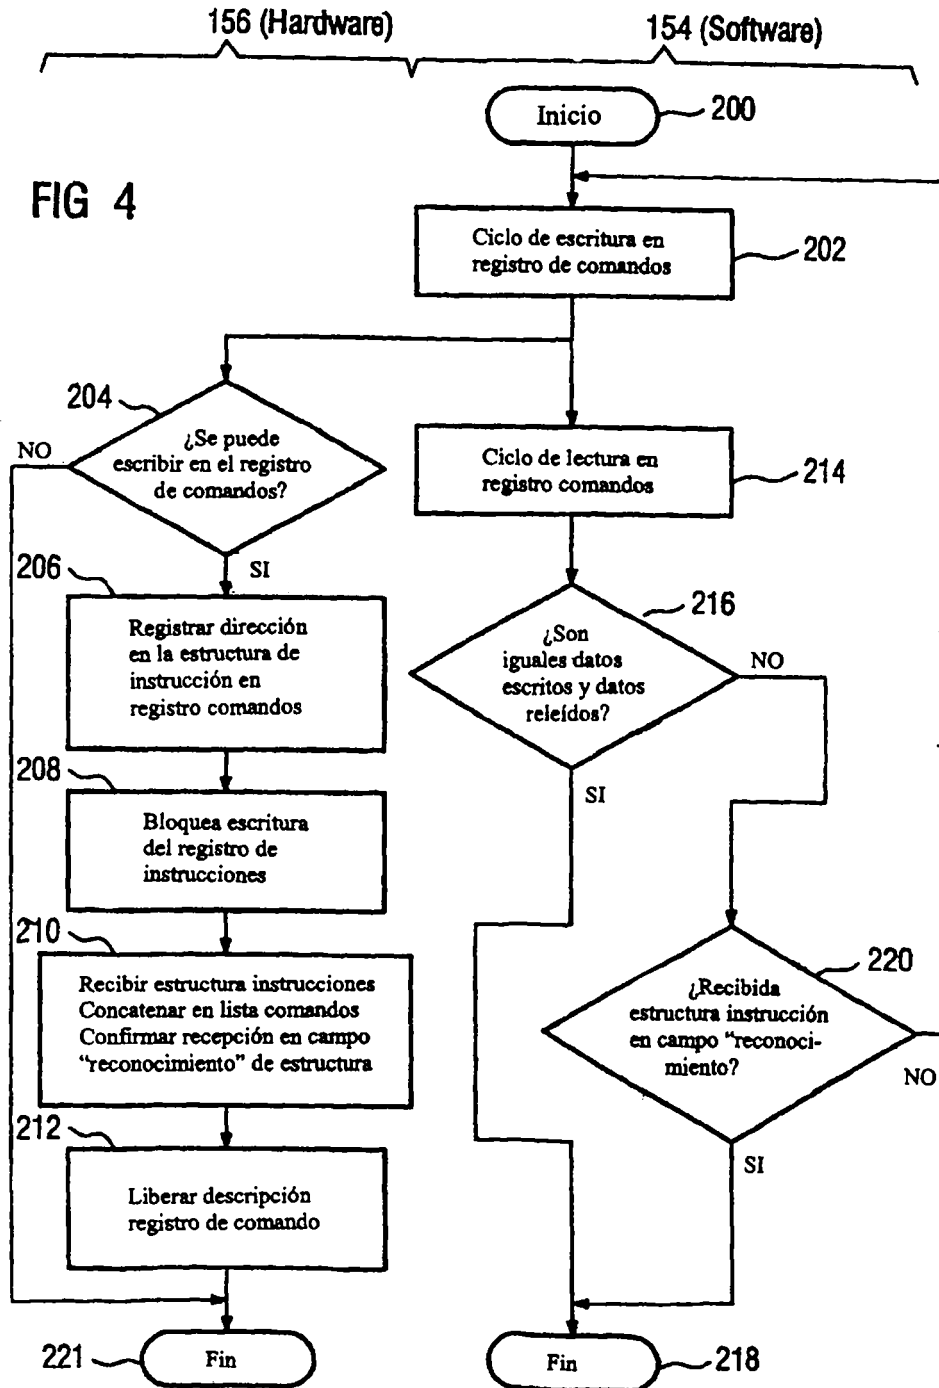 156 (Hardware)
154 (Software)
Inicio
200
FIG 4
Ciclo de escritura en
registro de comandos
202
204
¿Se puede
escribir en el registro
de comandos?
NO
SI
Ciclo de lectura en
registro comandos
214
206
Registrar dirección
en la estructura de
instrucción en
registro comandos
216
¿Son
iguales datos
escritos y datos
releídos?
NO
SI
208
Bloquea escritura
del registro de
instrucciones
210
Recibir estructura instrucciones
Concatenar en lista comandos
Confirmar recepción en campo
“reconocimiento” de estructura
220
¿Recibida
estructura instrucción
en campo “reconoci-
miento?
NO
SI
212
Liberar descripción
registro de comando
221
Fin
Fin
218